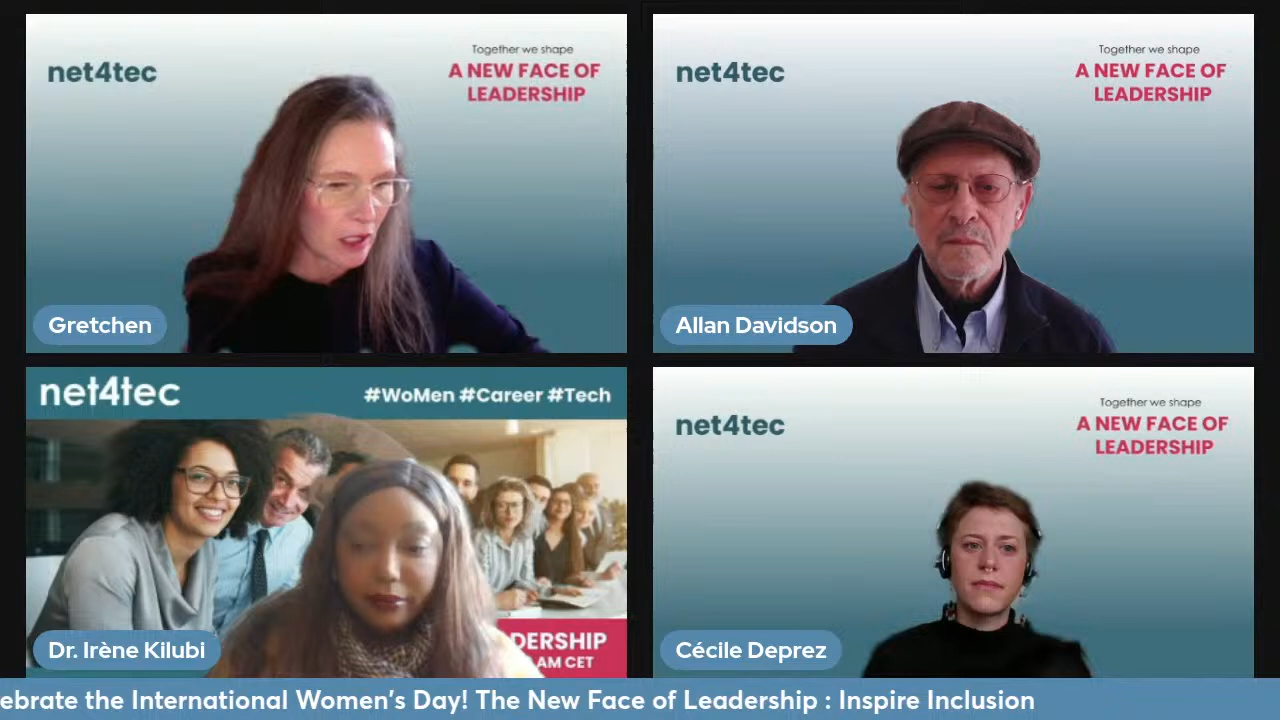 net4tec
Together we shape
A NEW FACE OF
LEADERSHIP
Gretchen
net4tec
Together we shape
A NEW FACE OF
LEADERSHIP
Allan Davidson
net4tec
#WoMen #Career #Tech
DERSHIP
AM CET
Dr. Irène Kilubi
net4tec
Together we shape
A NEW FACE OF
LEADERSHIP
Cécile Deprez
ebrate the International Women's Day! The New Face of Leadership : Inspire Inclusion